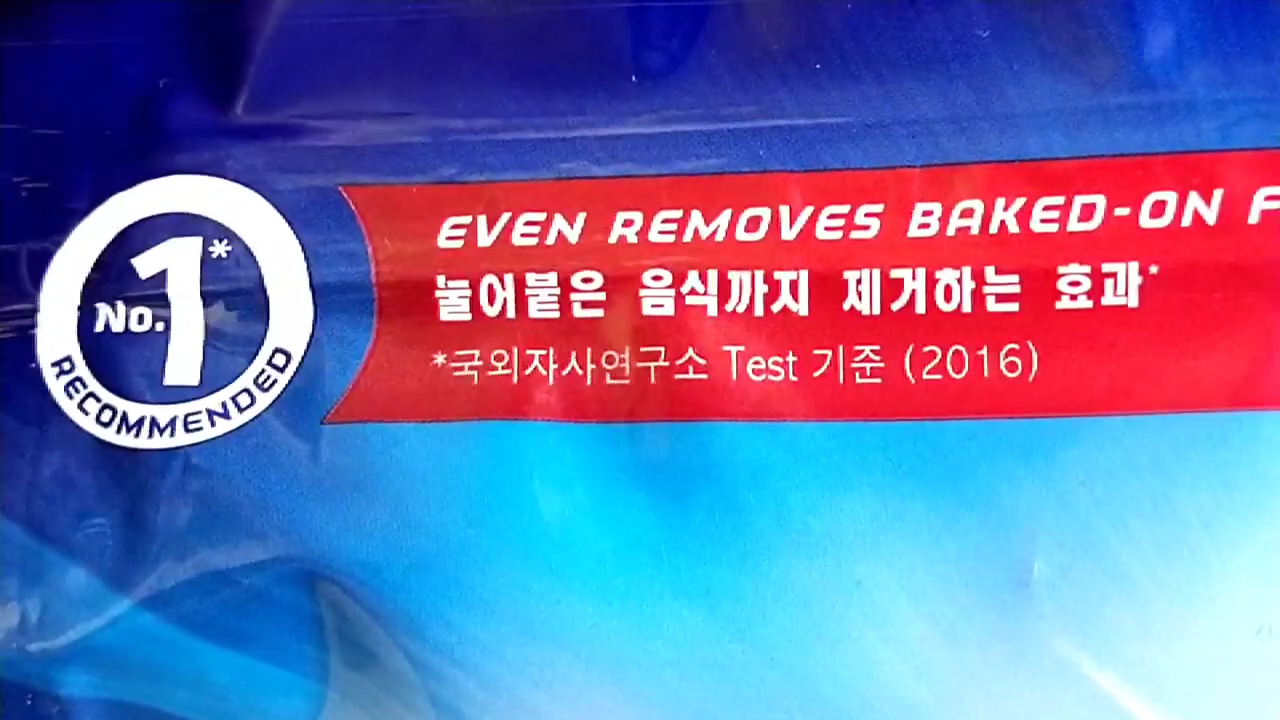 No. 1*
RECOMMENDED
EVEN REMOVES BAKED-ON
눌어붙은 음식까지 제거하는 효과*
*국외자사연구소 Test 기준 (2016)